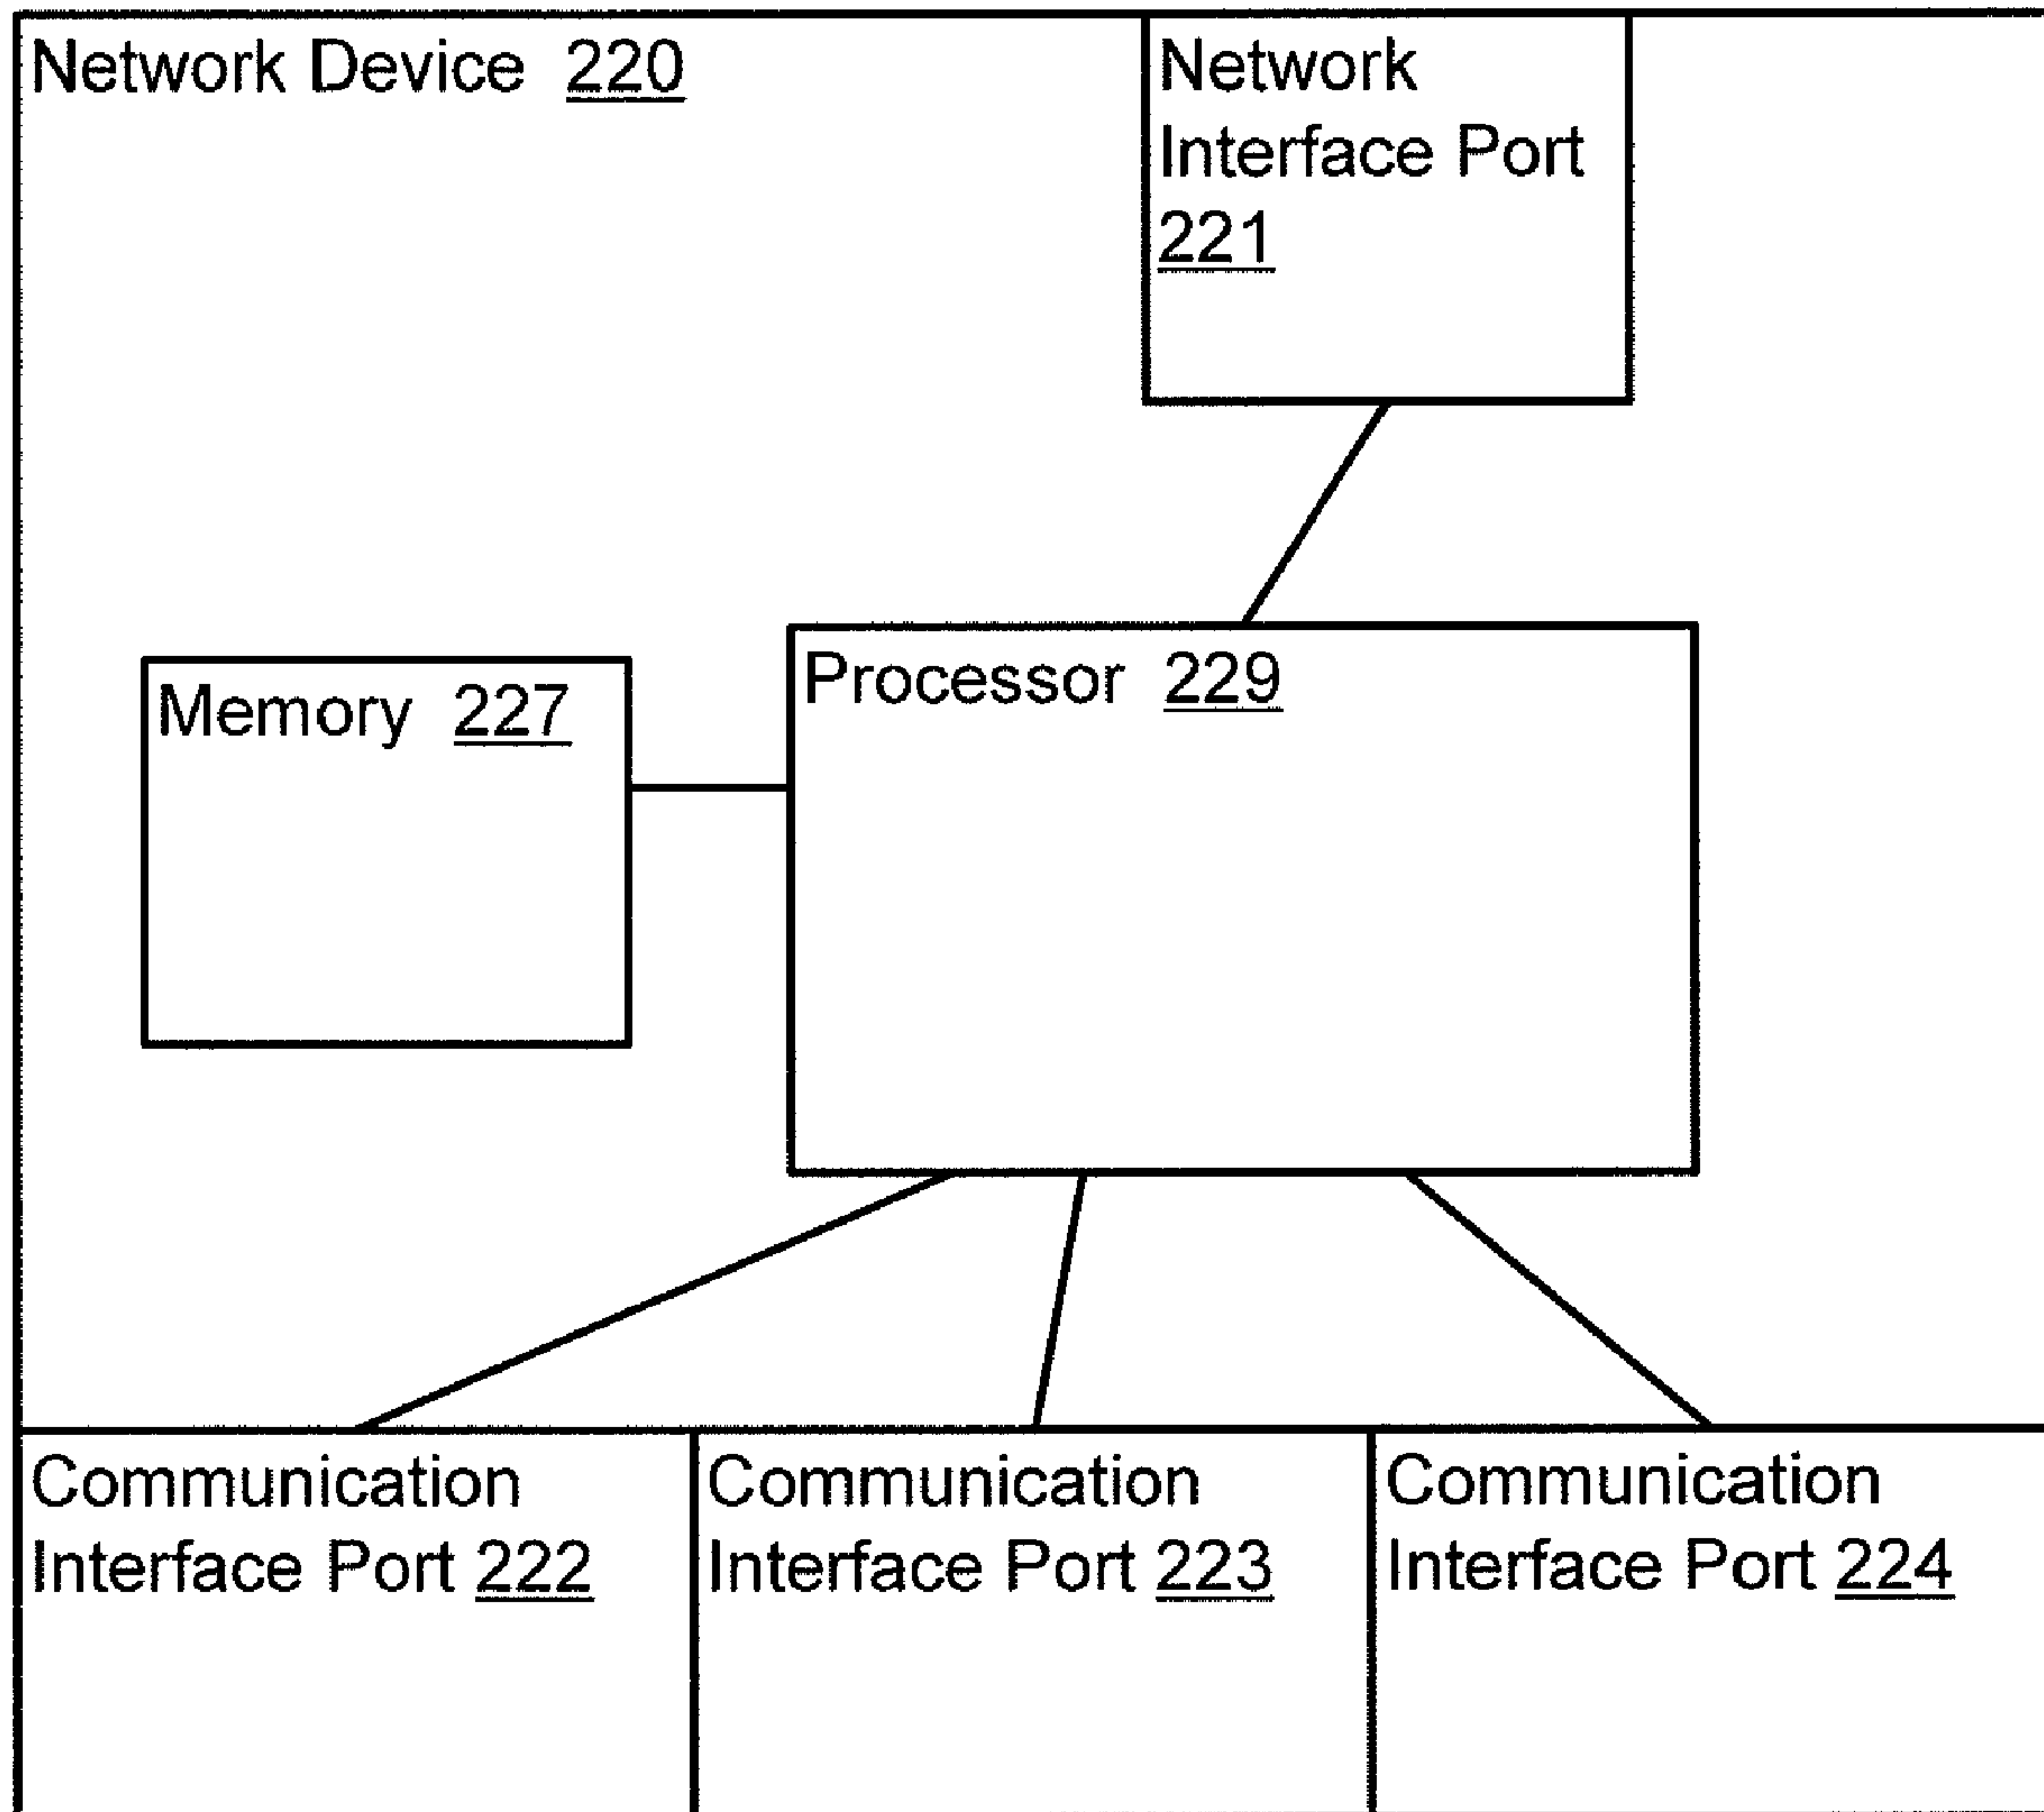 Network Device 220
Network
Interface Port
221
Memory 227
Processor 229
Communication
Interface Port 222
Communication
Interface Port 223
Communication
Interface Port 224